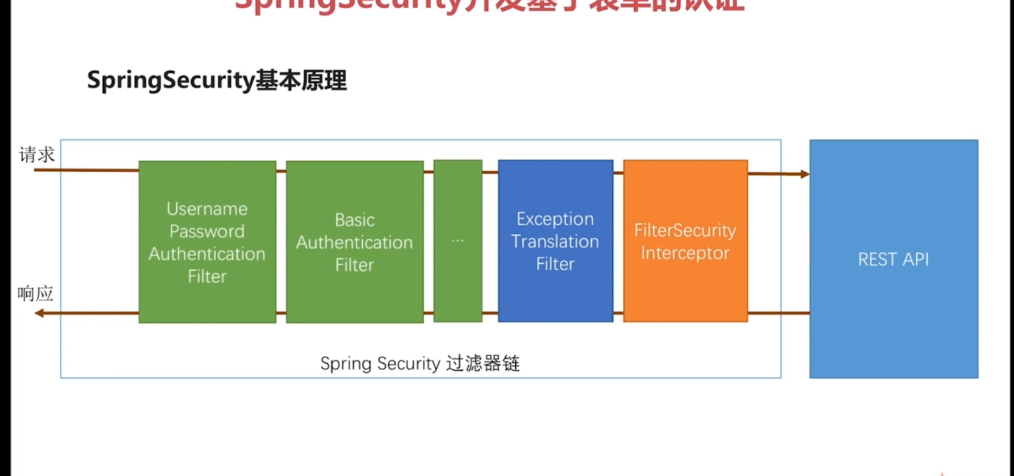 SpringSecurity开发基于表单的认证
SpringSecurity基本原理
请求
Username
Password
Authentication
Filter
Basic
Authentication
Filter
...
Exception
Translation
Filter
FilterSecurity
Interceptor
REST API
响应
Spring Security 过滤器链